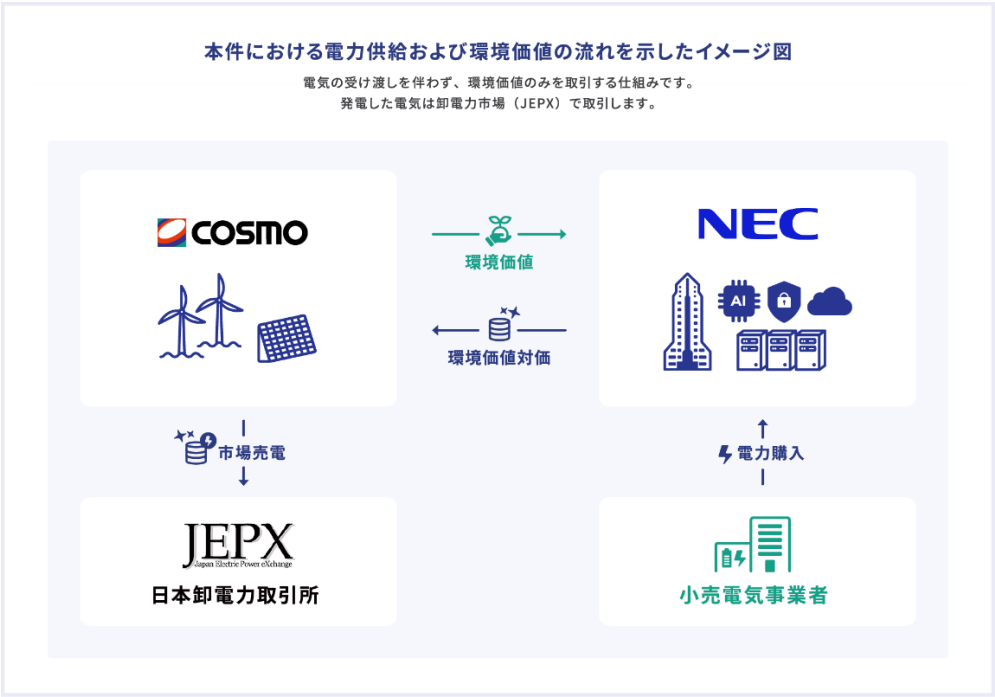 本件における電力供給および環境価値の流れを示したイメージ図
電気の受け渡しを伴わず、環境価値のみを取引する仕組みです。
発電した電気は卸電力市場（JEPX）で取引します。
COSMO
環境価値
環境価値対価
NEC
AI
市場売電
電力購入
JEPX
Japan Electric Power eXchange
日本卸電力取引所
小売電気事業者